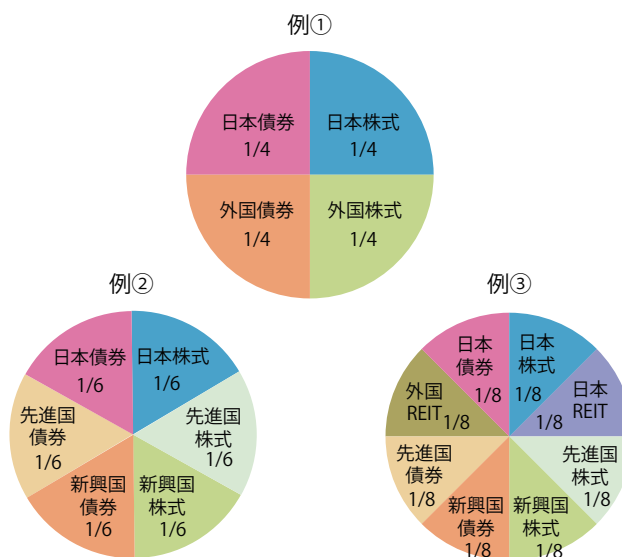 例①
日本債券
1/4
日本株式
1/4
外国債券
1/4
外国株式
1/4
例②
日本債券
1/6
日本株式
1/6
先進国
債券
1/6
先進国
株式
1/6
新興国
債券
1/6
新興国
株式
1/6
例③
日本
債券
1/8
日本
株式
1/8
外国
REIT 1/8
日本
REIT
1/8
先進国
債券
1/8
先進国
株式
1/8
新興国
債券
1/8
新興国
株式
1/8